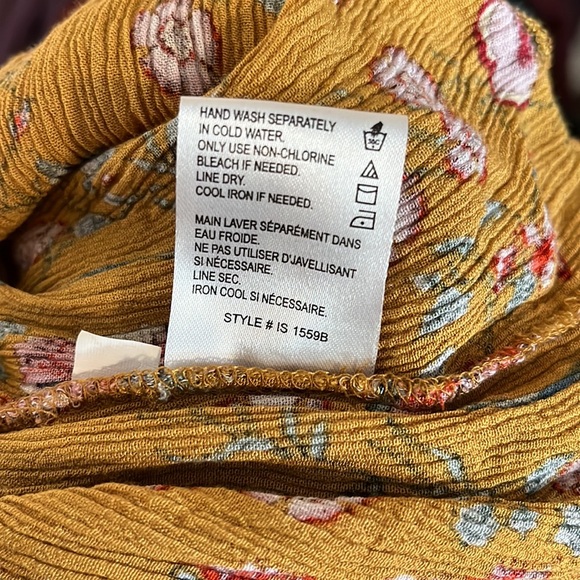 HAND WASH SEPARATELY
IN COLD WATER.
ONLY USE NON-CHLORINE
BLEACH IF NEEDED.
LINE DRY.
COOL IRON IF NEEDED.
MAIN LAVER SÉPARÉMENT DANS
EAU FROIDE.
NE PAS UTILISER D'JAVELLISANT
SI NÉCESSAIRE.
LINE SEC.
IRON COOL SI NÉCESSAIRE.
STYLE # IS 1559B